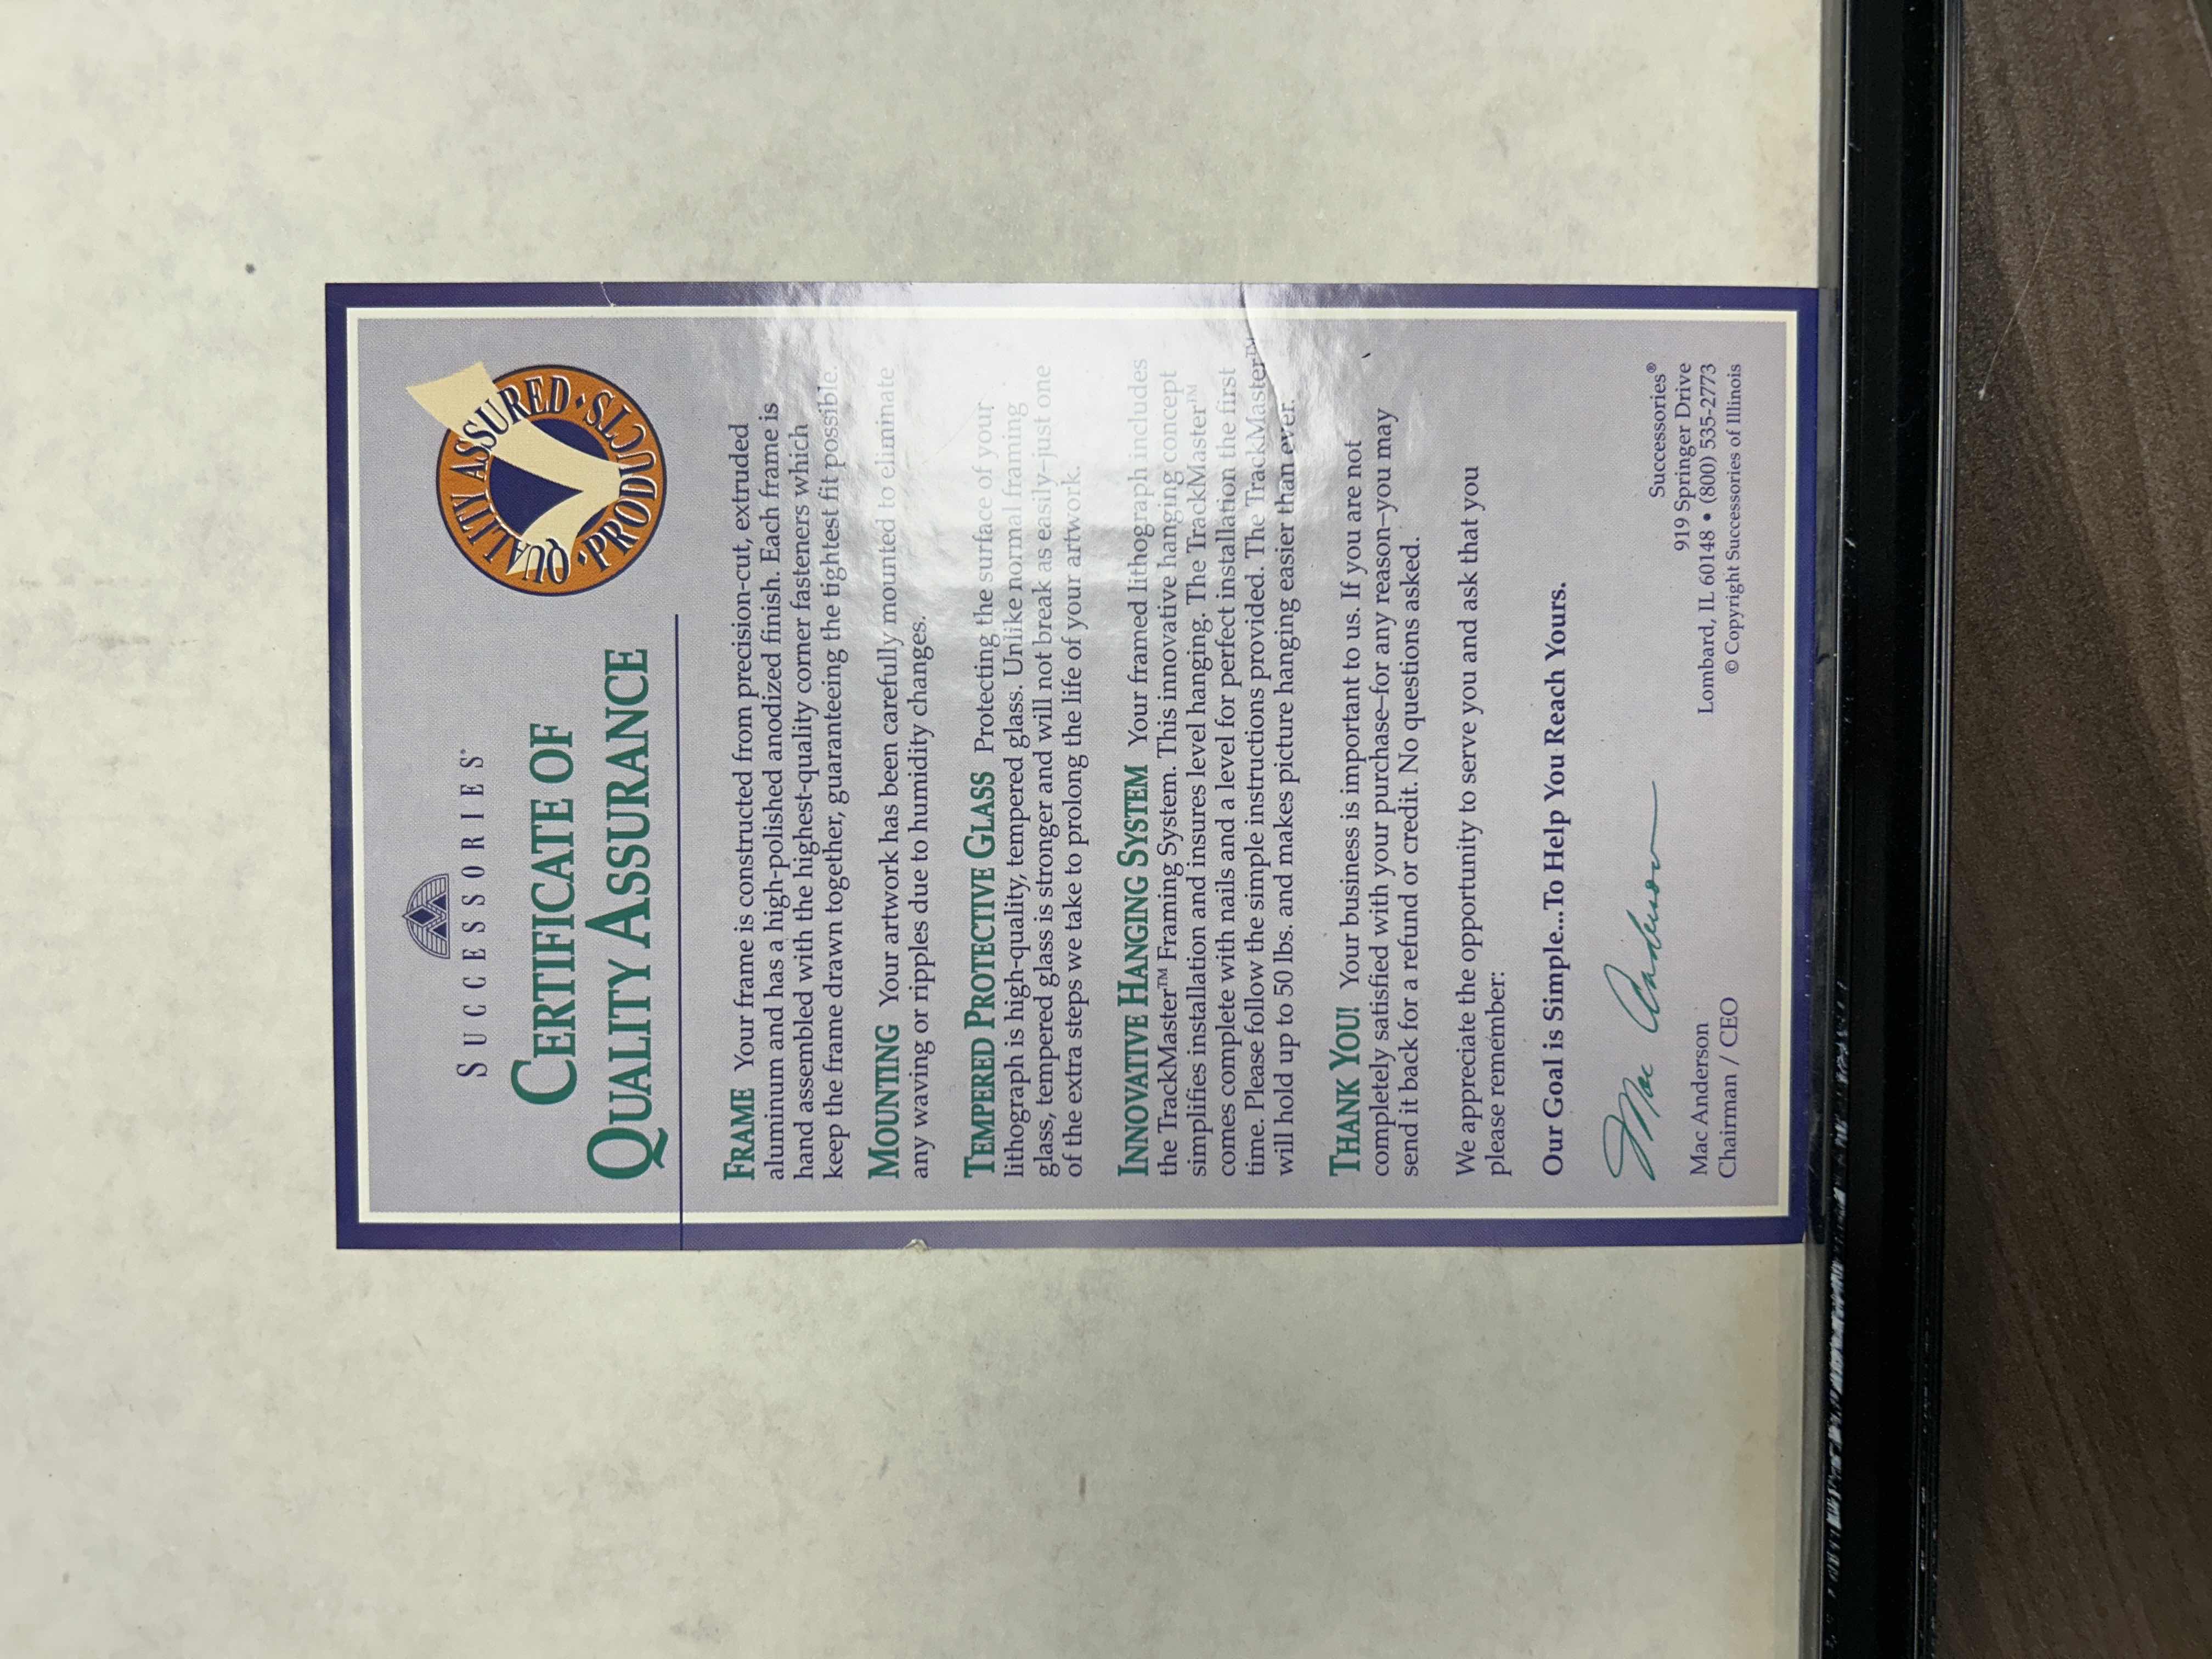 SUCCESSORIES®
CERTIFICATE OF
QUALITY ASSURANCE
QUALITY ASSURED • SLC PRODUCTS •
FRAME Your frame is constructed from precision-cut, extruded
aluminum and has a high-polished anodized finish. Each frame is
hand assembled with the highest-quality corner fasteners which
keep the frame drawn together, guaranteeing the tightest fit possible.
MOUNTING Your artwork has been carefully mounted to eliminate
any waving or ripples due to humidity changes.
TEMPERED PROTECTIVE GLASS Protecting the surface of your
lithograph is high-quality, tempered glass. Unlike normal framing
glass, tempered glass is stronger and will not break as easily–just one
of the extra steps we take to prolong the life of your artwork.
INNOVATIVE HANGING SYSTEM Your framed lithograph includes
the TrackMaster™ Framing System. This innovative hanging concept
simplifies installation and insures level hanging. The TrackMaster™
comes complete with nails and a level for perfect installation the first
time. Please follow the simple instructions provided. The TrackMaster™
will hold up to 50 lbs. and makes picture hanging easier than ever.
THANK YOU! Your business is important to us. If you are not
completely satisfied with your purchase–for any reason–you may
send it back for a refund or credit. No questions asked.
We appreciate the opportunity to serve you and ask that you
please remember:
Our Goal is Simple...To Help You Reach Yours.
Mac Anderson
Mac Anderson
Chairman / CEO
Successories®
919 Springer Drive
Lombard, IL 60148 • (800) 535-2773
© Copyright Successories of Illinois